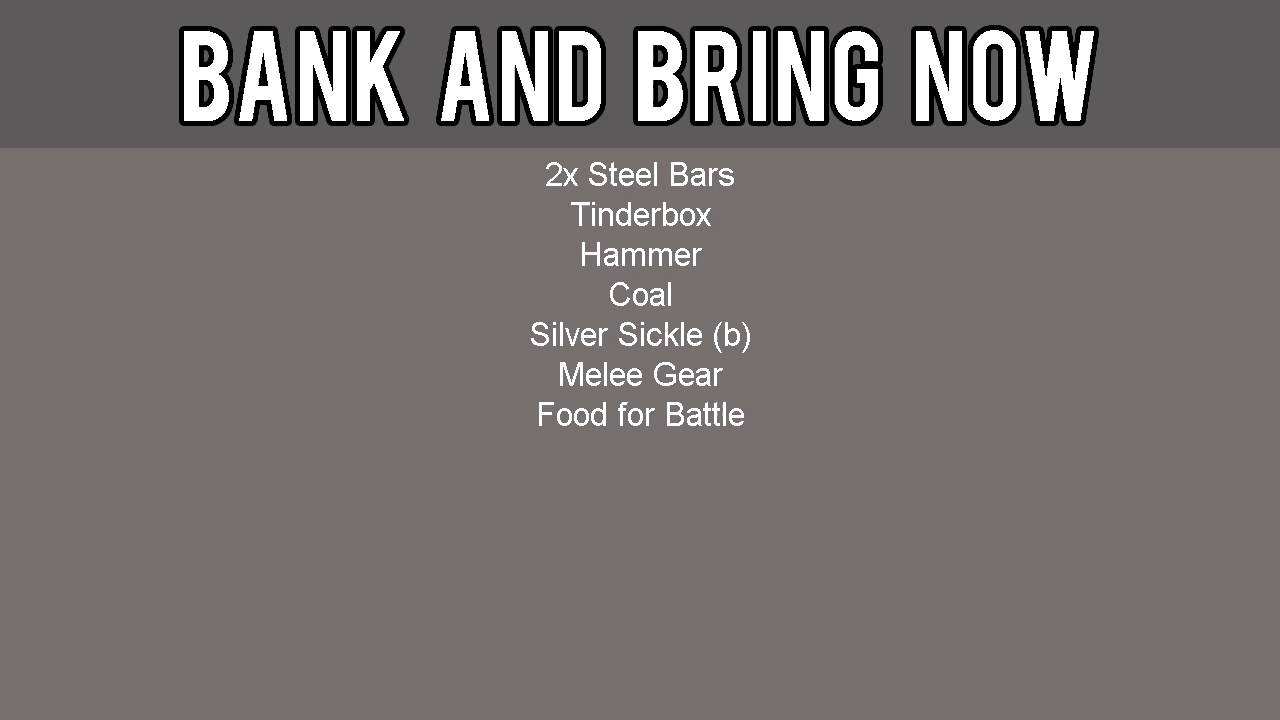 BANK AND BRING NOW
2x Steel Bars
Tinderbox
Hammer
Coal
Silver Sickle (b)
Melee Gear
Food for Battle